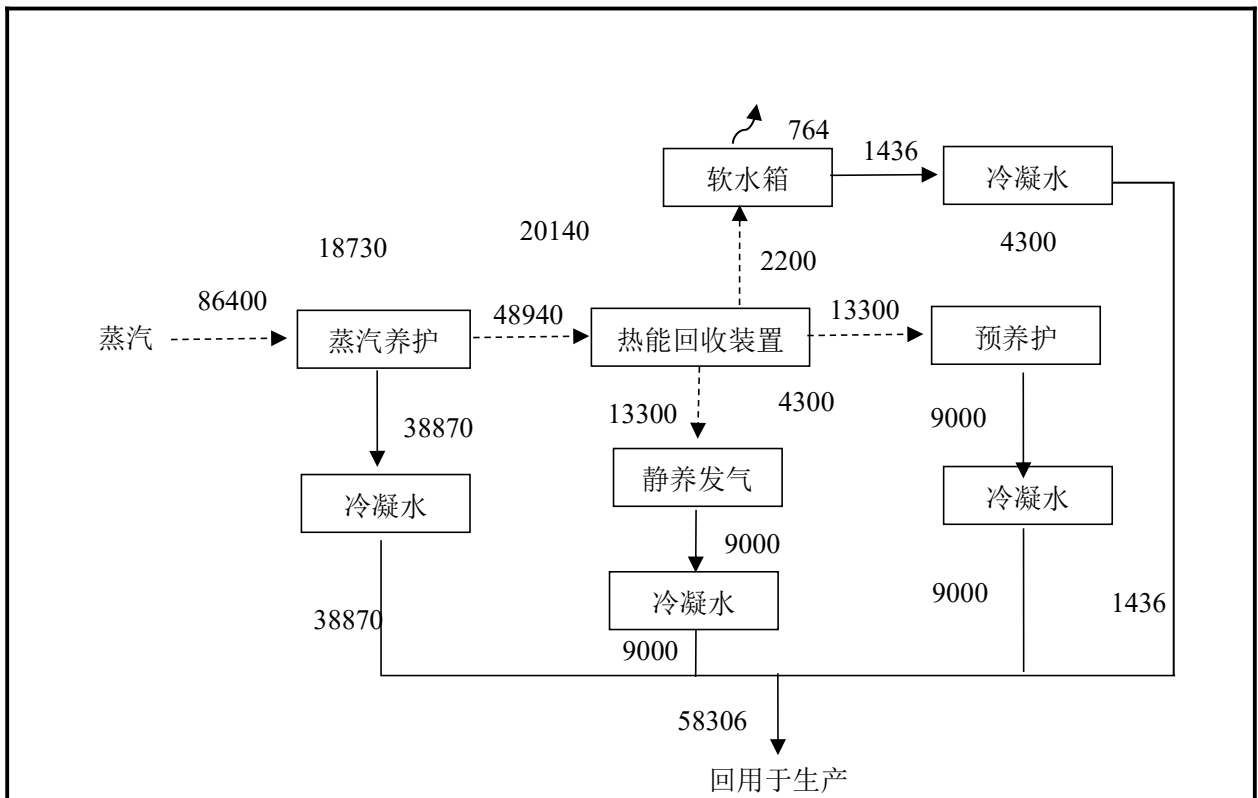 764
1436
软水箱
冷凝水
18730
20140
2200
4300
86400
48940
13300
蒸汽
蒸汽养护
热能回收装置
预养护
38870
13300
4300
9000
静养发气
冷凝水
冷凝水
9000
冷凝水
38870
9000
9000
1436
58306
回用于生产